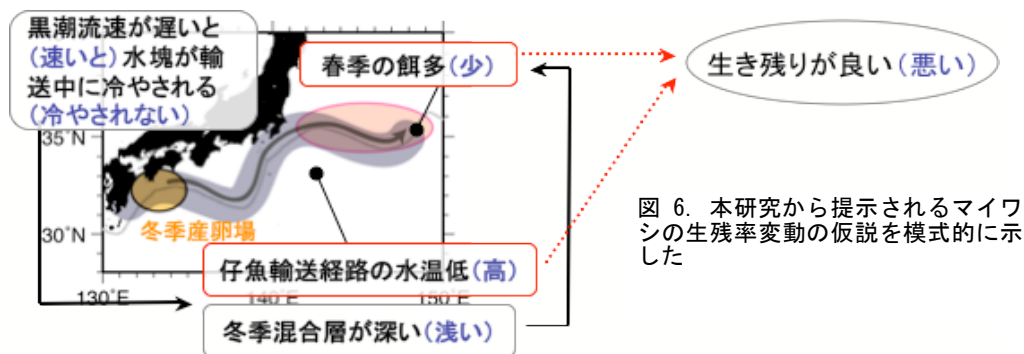 黒潮流速が遅いと
(速いと)水塊が輸
送中に冷やされる
(冷やされない)
春季の餌多(少)
生き残りが良い(悪い)
35°N
30°N
冬季産卵場
仔魚輸送経路の水温低(高)
130°E
140°E
150°E
冬季混合層が深い(浅い)
図 6. 本研究から提示されるマイワ
シの生残率変動の仮説を模式的に示
した